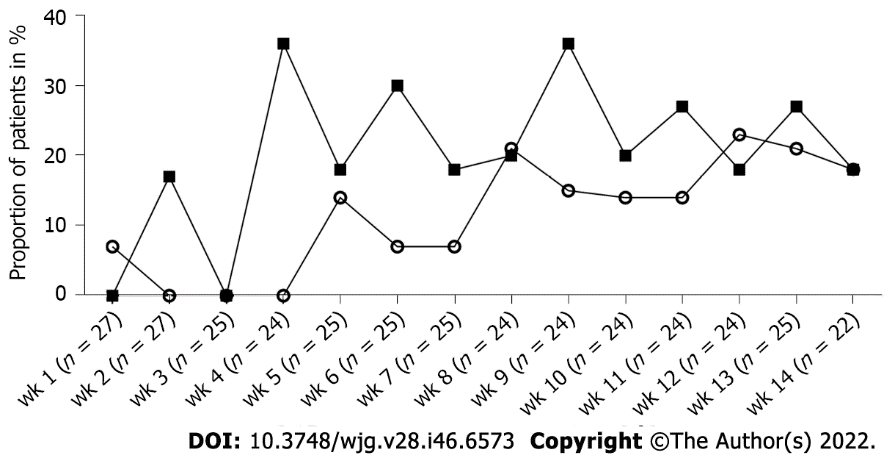 Proportion of patients in %
40
30
20
10
0
wk 1 (n = 27)
wk 2 (n = 27)
wk 3 (n = 25)
wk 4 (n = 24)
wk 5 (n = 25)
wk 6 (n = 25)
wk 7 (n = 25)
wk 8 (n = 24)
wk 9 (n = 24)
wk 10 (n = 24)
wk 11 (n = 24)
wk 12 (n = 24)
wk 13 (n = 25)
wk 14 (n = 22)
DOI: 10.3748/wjg.v28.i46.6573 Copyright ©The Author(s) 2022.